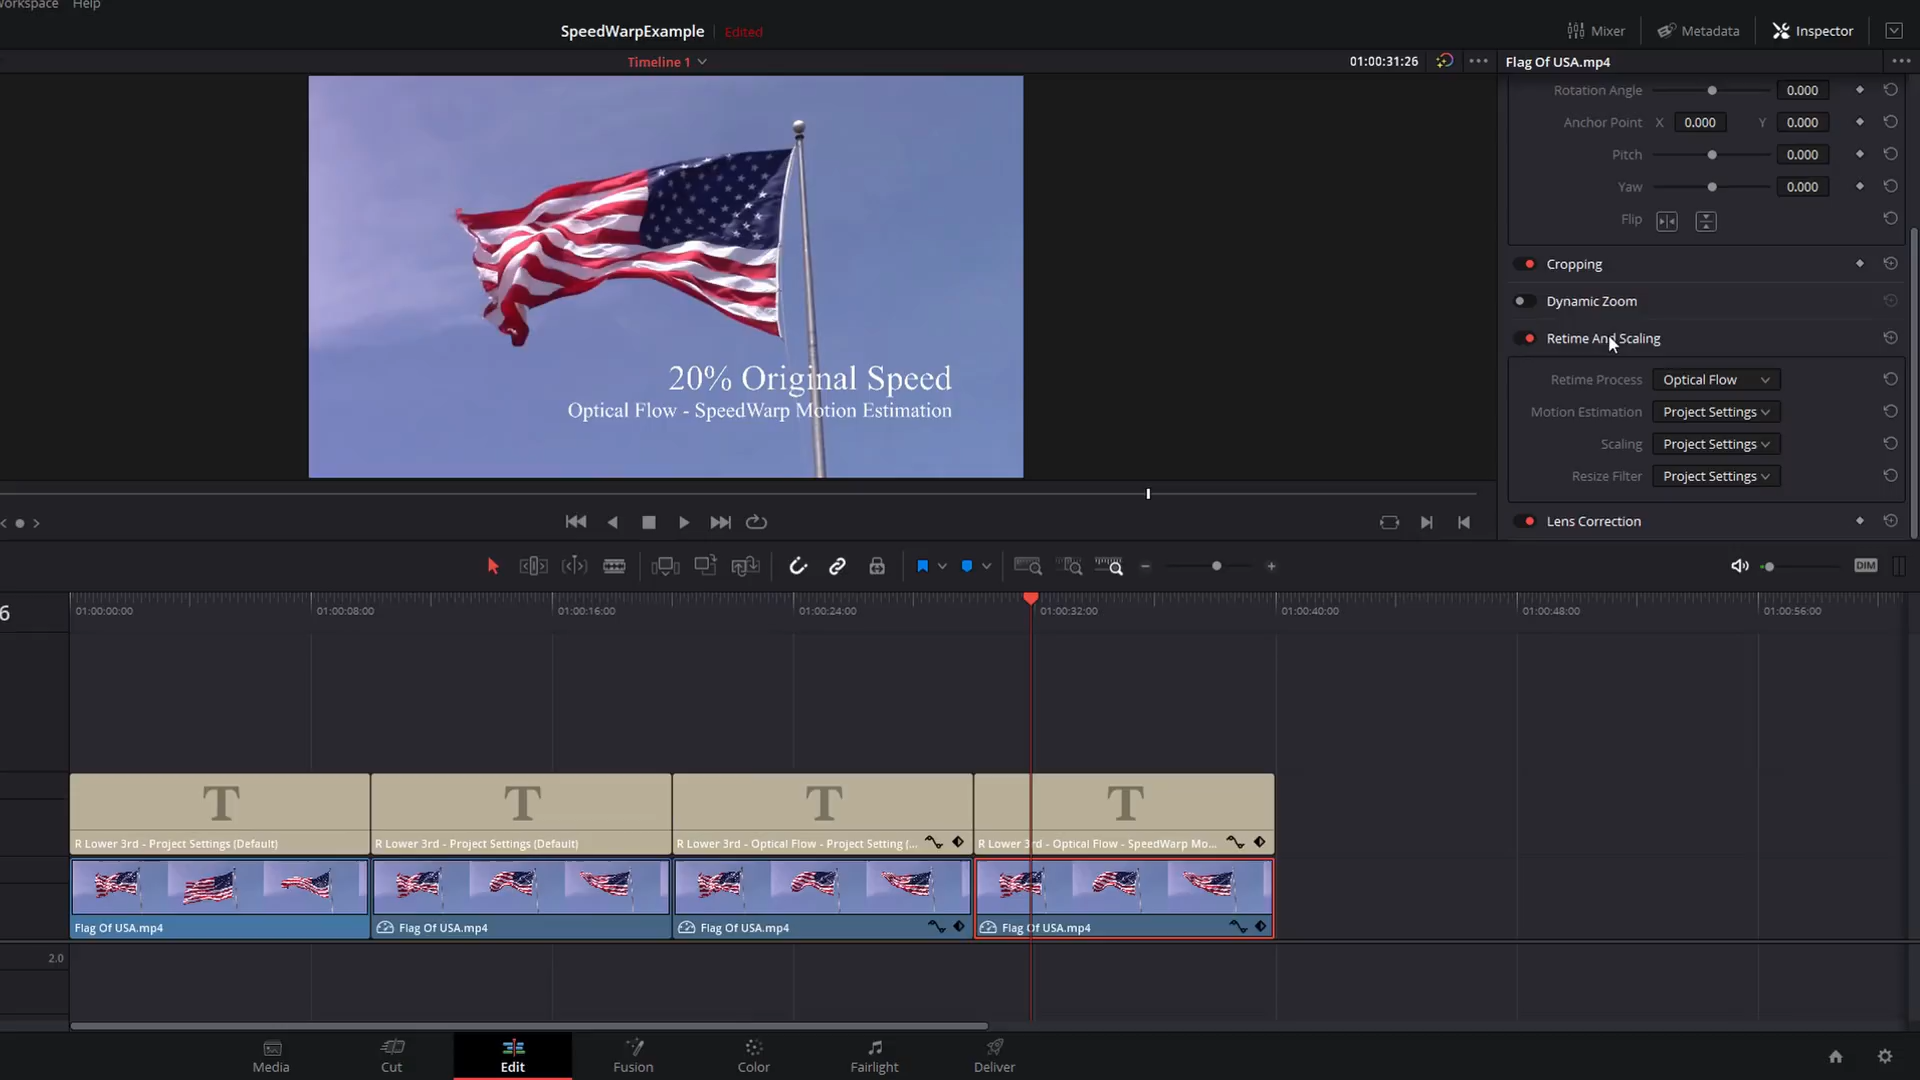 Workspace Help
SpeedWarpExample Edited
Mixer Metadata Inspector
Timeline 1 01:00:31:26 Flag Of USA.mp4
Rotation Angle 0.000
Anchor Point X 0.000 Y 0.000
Pitch 0.000
Yaw 0.000
Flip
Cropping
Dynamic Zoom
Retime And Scaling
Retime Process Optical Flow
Motion Estimation Project Settings
Scaling Project Settings
Resize Filter Project Settings
Lens Correction
20% Original Speed
Optical Flow - SpeedWarp Motion Estimation
DIM
6 01:00:00:00 01:00:08:00 01:00:16:00 01:00:24:00 01:00:32:00 01:00:40:00 01:00:48:00 01:00:56:00
T T T T
R Lower 3rd - Project Settings (Default) R Lower 3rd - Project Settings (Default) R Lower 3rd - Optical Flow - Project Setting (... R Lower 3rd - Optical Flow - SpeedWarp Mo...
Flag Of USA.mp4 Flag Of USA.mp4 Flag Of USA.mp4 Flag Of USA.mp4
2.0
Media Cut Edit Fusion Color Fairlight Deliver